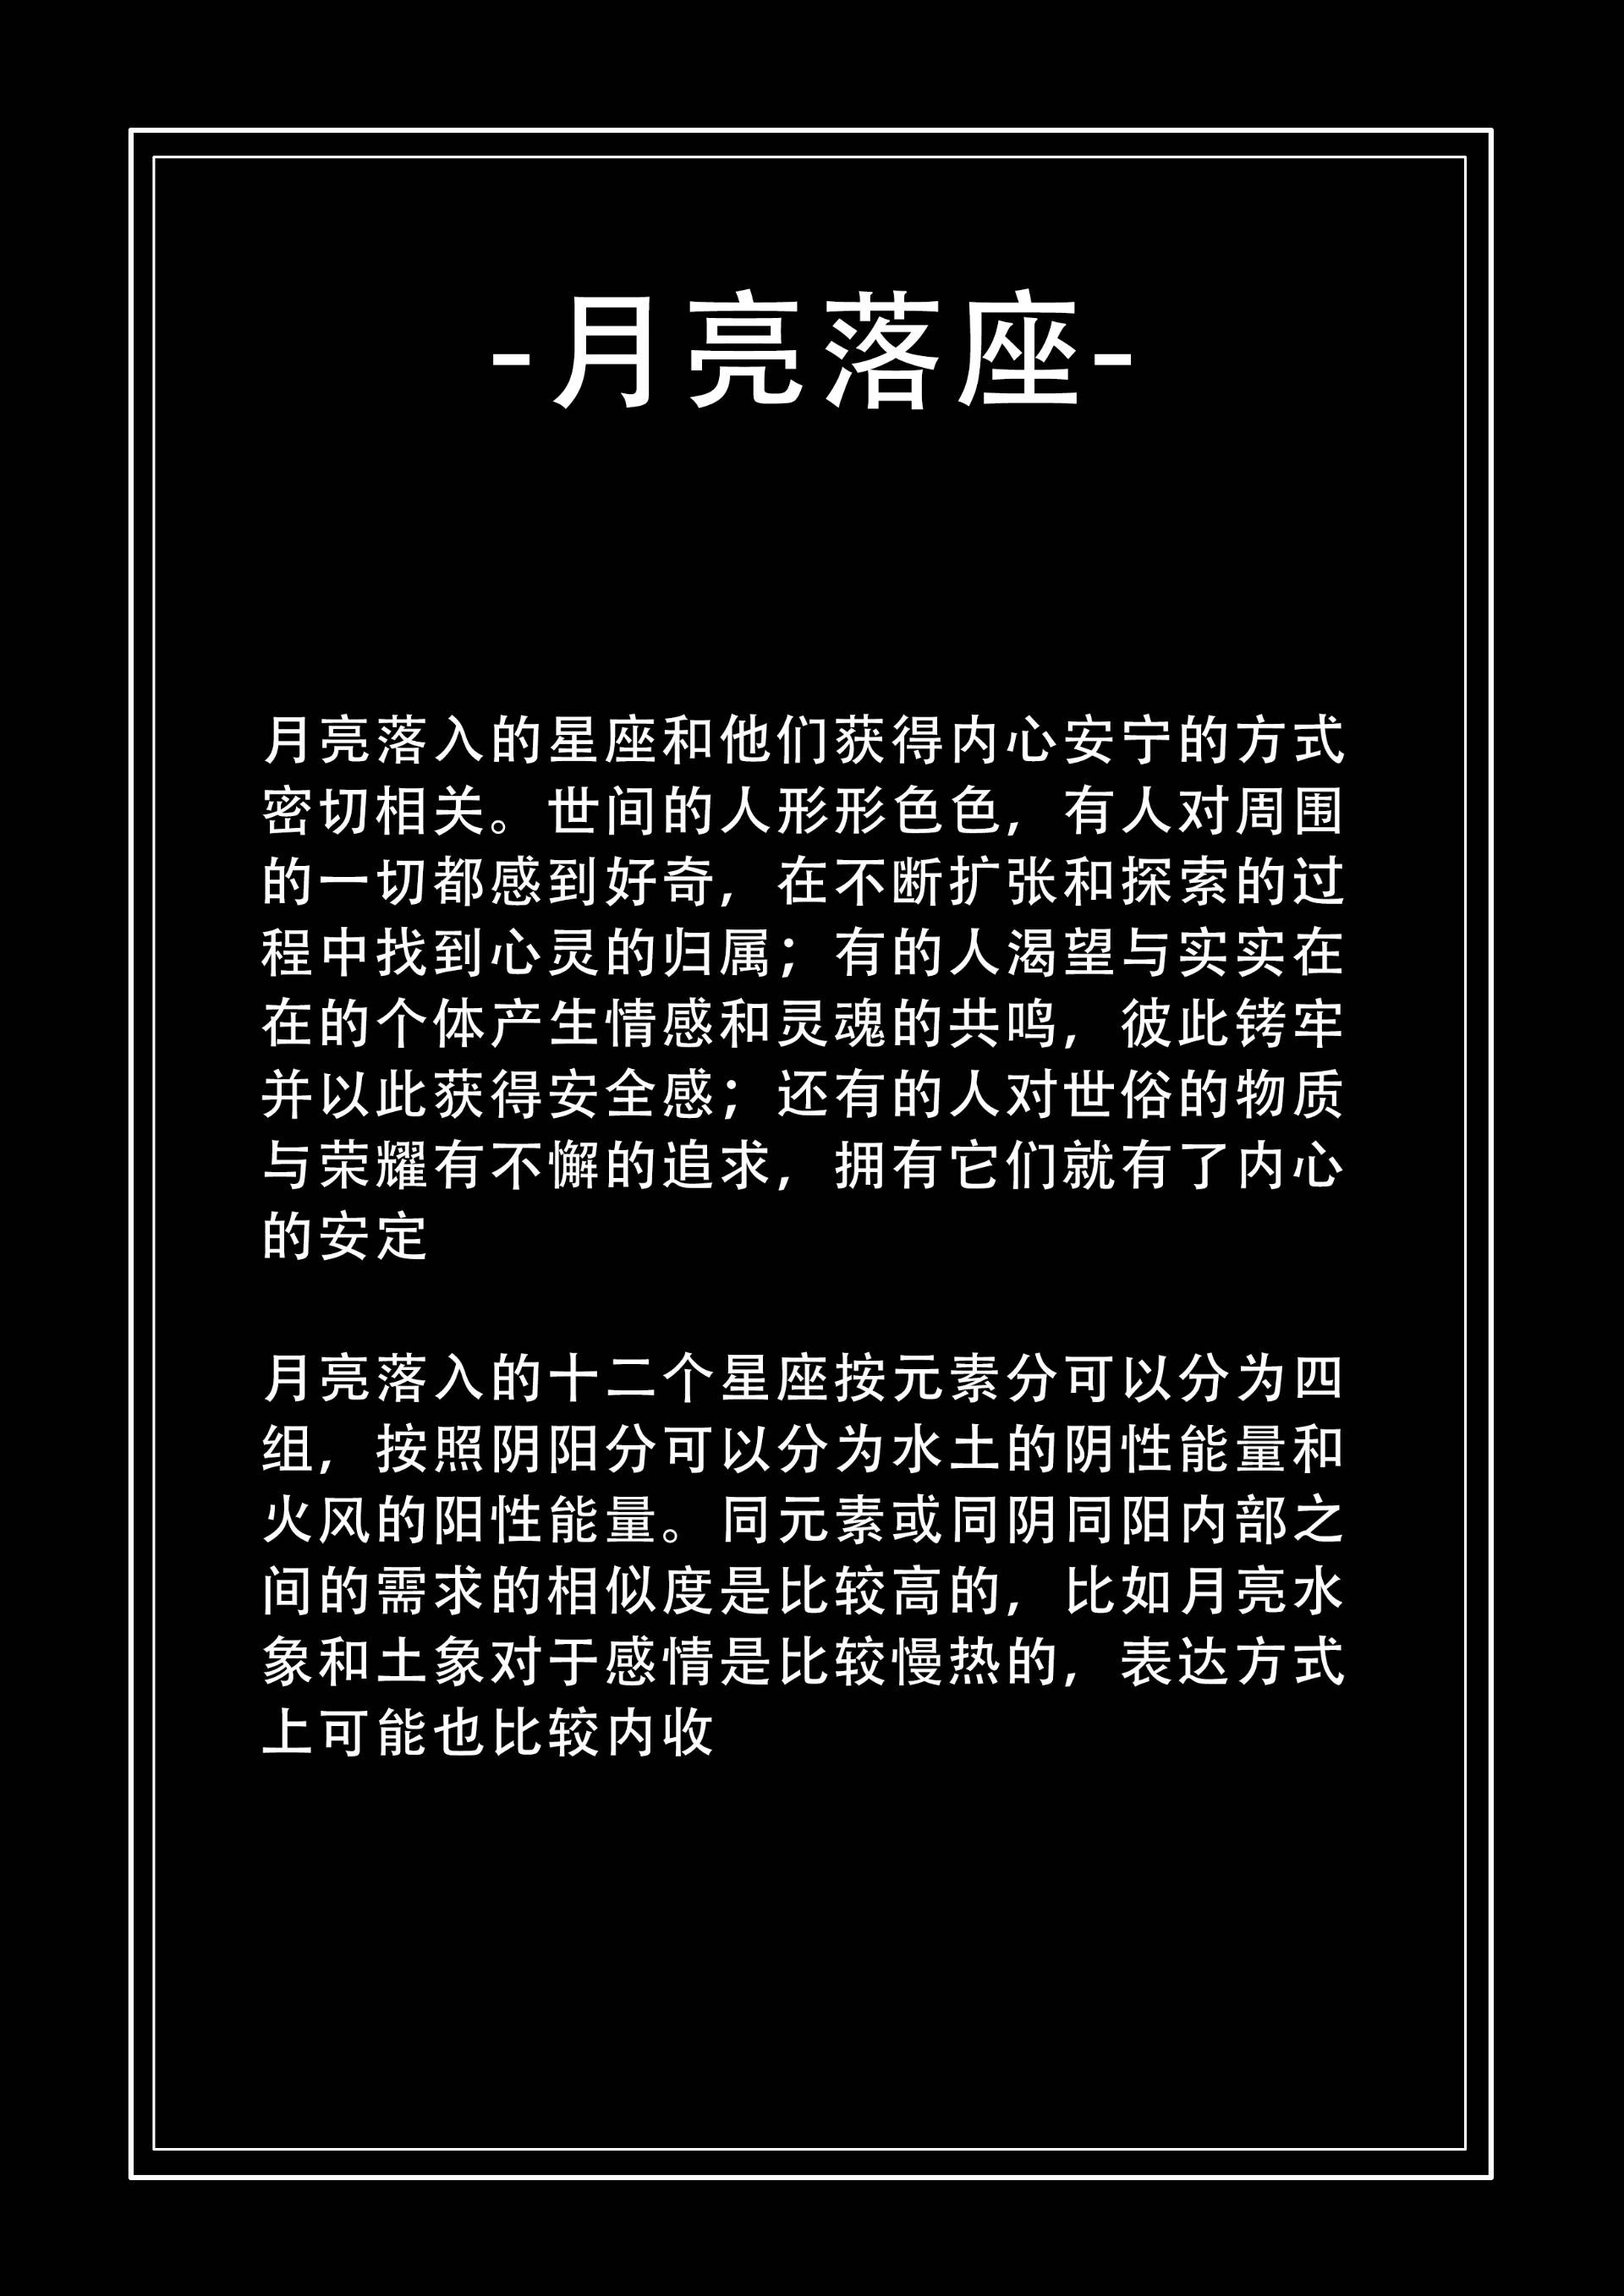 -月亮落座-
月亮落入的星座和他们获得内心安宁的方式
密切相关。世间的人形形色色，有人对周围
的一切都感到好奇，在不断扩张和探索的过
程中找到心灵的归属；有的人渴望与实实在
在的个体产生情感和灵魂的共鸣，彼此铐牢
并以此获得安全感；还有的人对世俗的物质
与荣耀有不懈的追求，拥有它们就有了内心
的安定
月亮落入的十二个星座按元素分可以分为四
组，按照阴阳分可以分为水土的阴性能量和
火风的阳性能量。同元素或同阴同阳内部之
间的需求的相似度是比较高的，比如月亮水
象和土象对于感情是比较慢热的，表达方式
上可能也比较内收